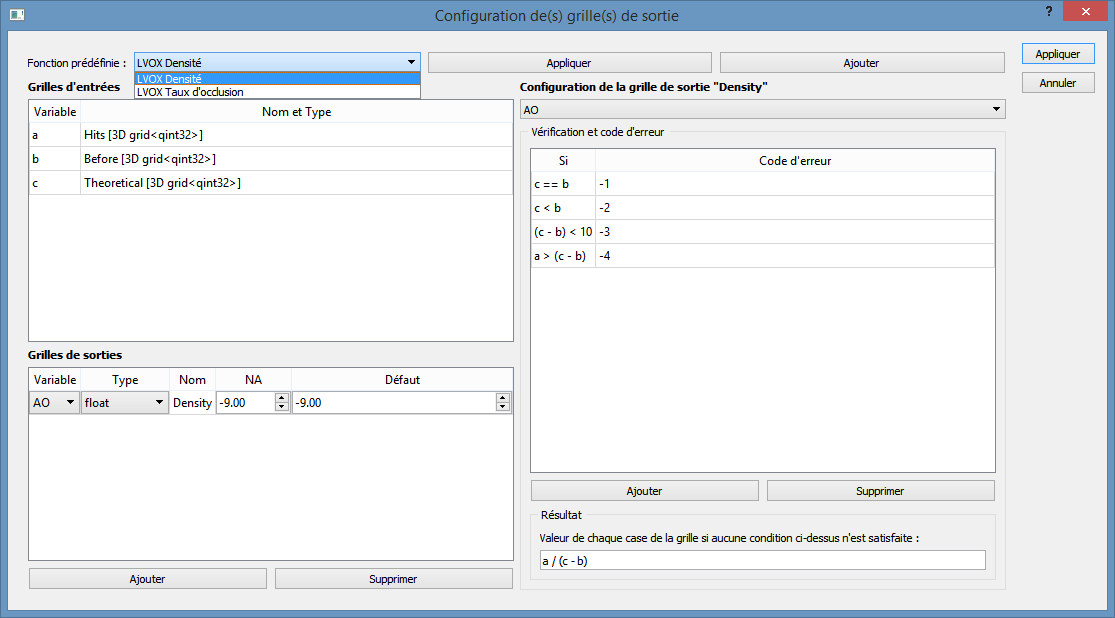 Configuration de(s) grille(s) de sortie
?
Fonction prédéfinie :
LVOX Densité
LVOX Densité
LVOX Taux d'occlusion
Appliquer
Ajouter
Appliquer
Annuler
Grilles d'entrées
Variable Nom et Type
a Hits [3D grid<qint32>]
b Before [3D grid<qint32>]
c Theoretical [3D grid<qint32>]
Grilles de sorties
Variable Type Nom NA Défaut
AO float Density -9.00 -9.00
Ajouter Supprimer
Configuration de la grille de sortie "Density"
AO
Vérification et code d'erreur
Si Code d'erreur
c == b -1
c < b -2
(c - b) < 10 -3
a > (c - b) -4
Ajouter Supprimer
Résultat
Valeur de chaque case de la grille si aucune condition ci-dessus n'est satisfaite :
a / (c - b)